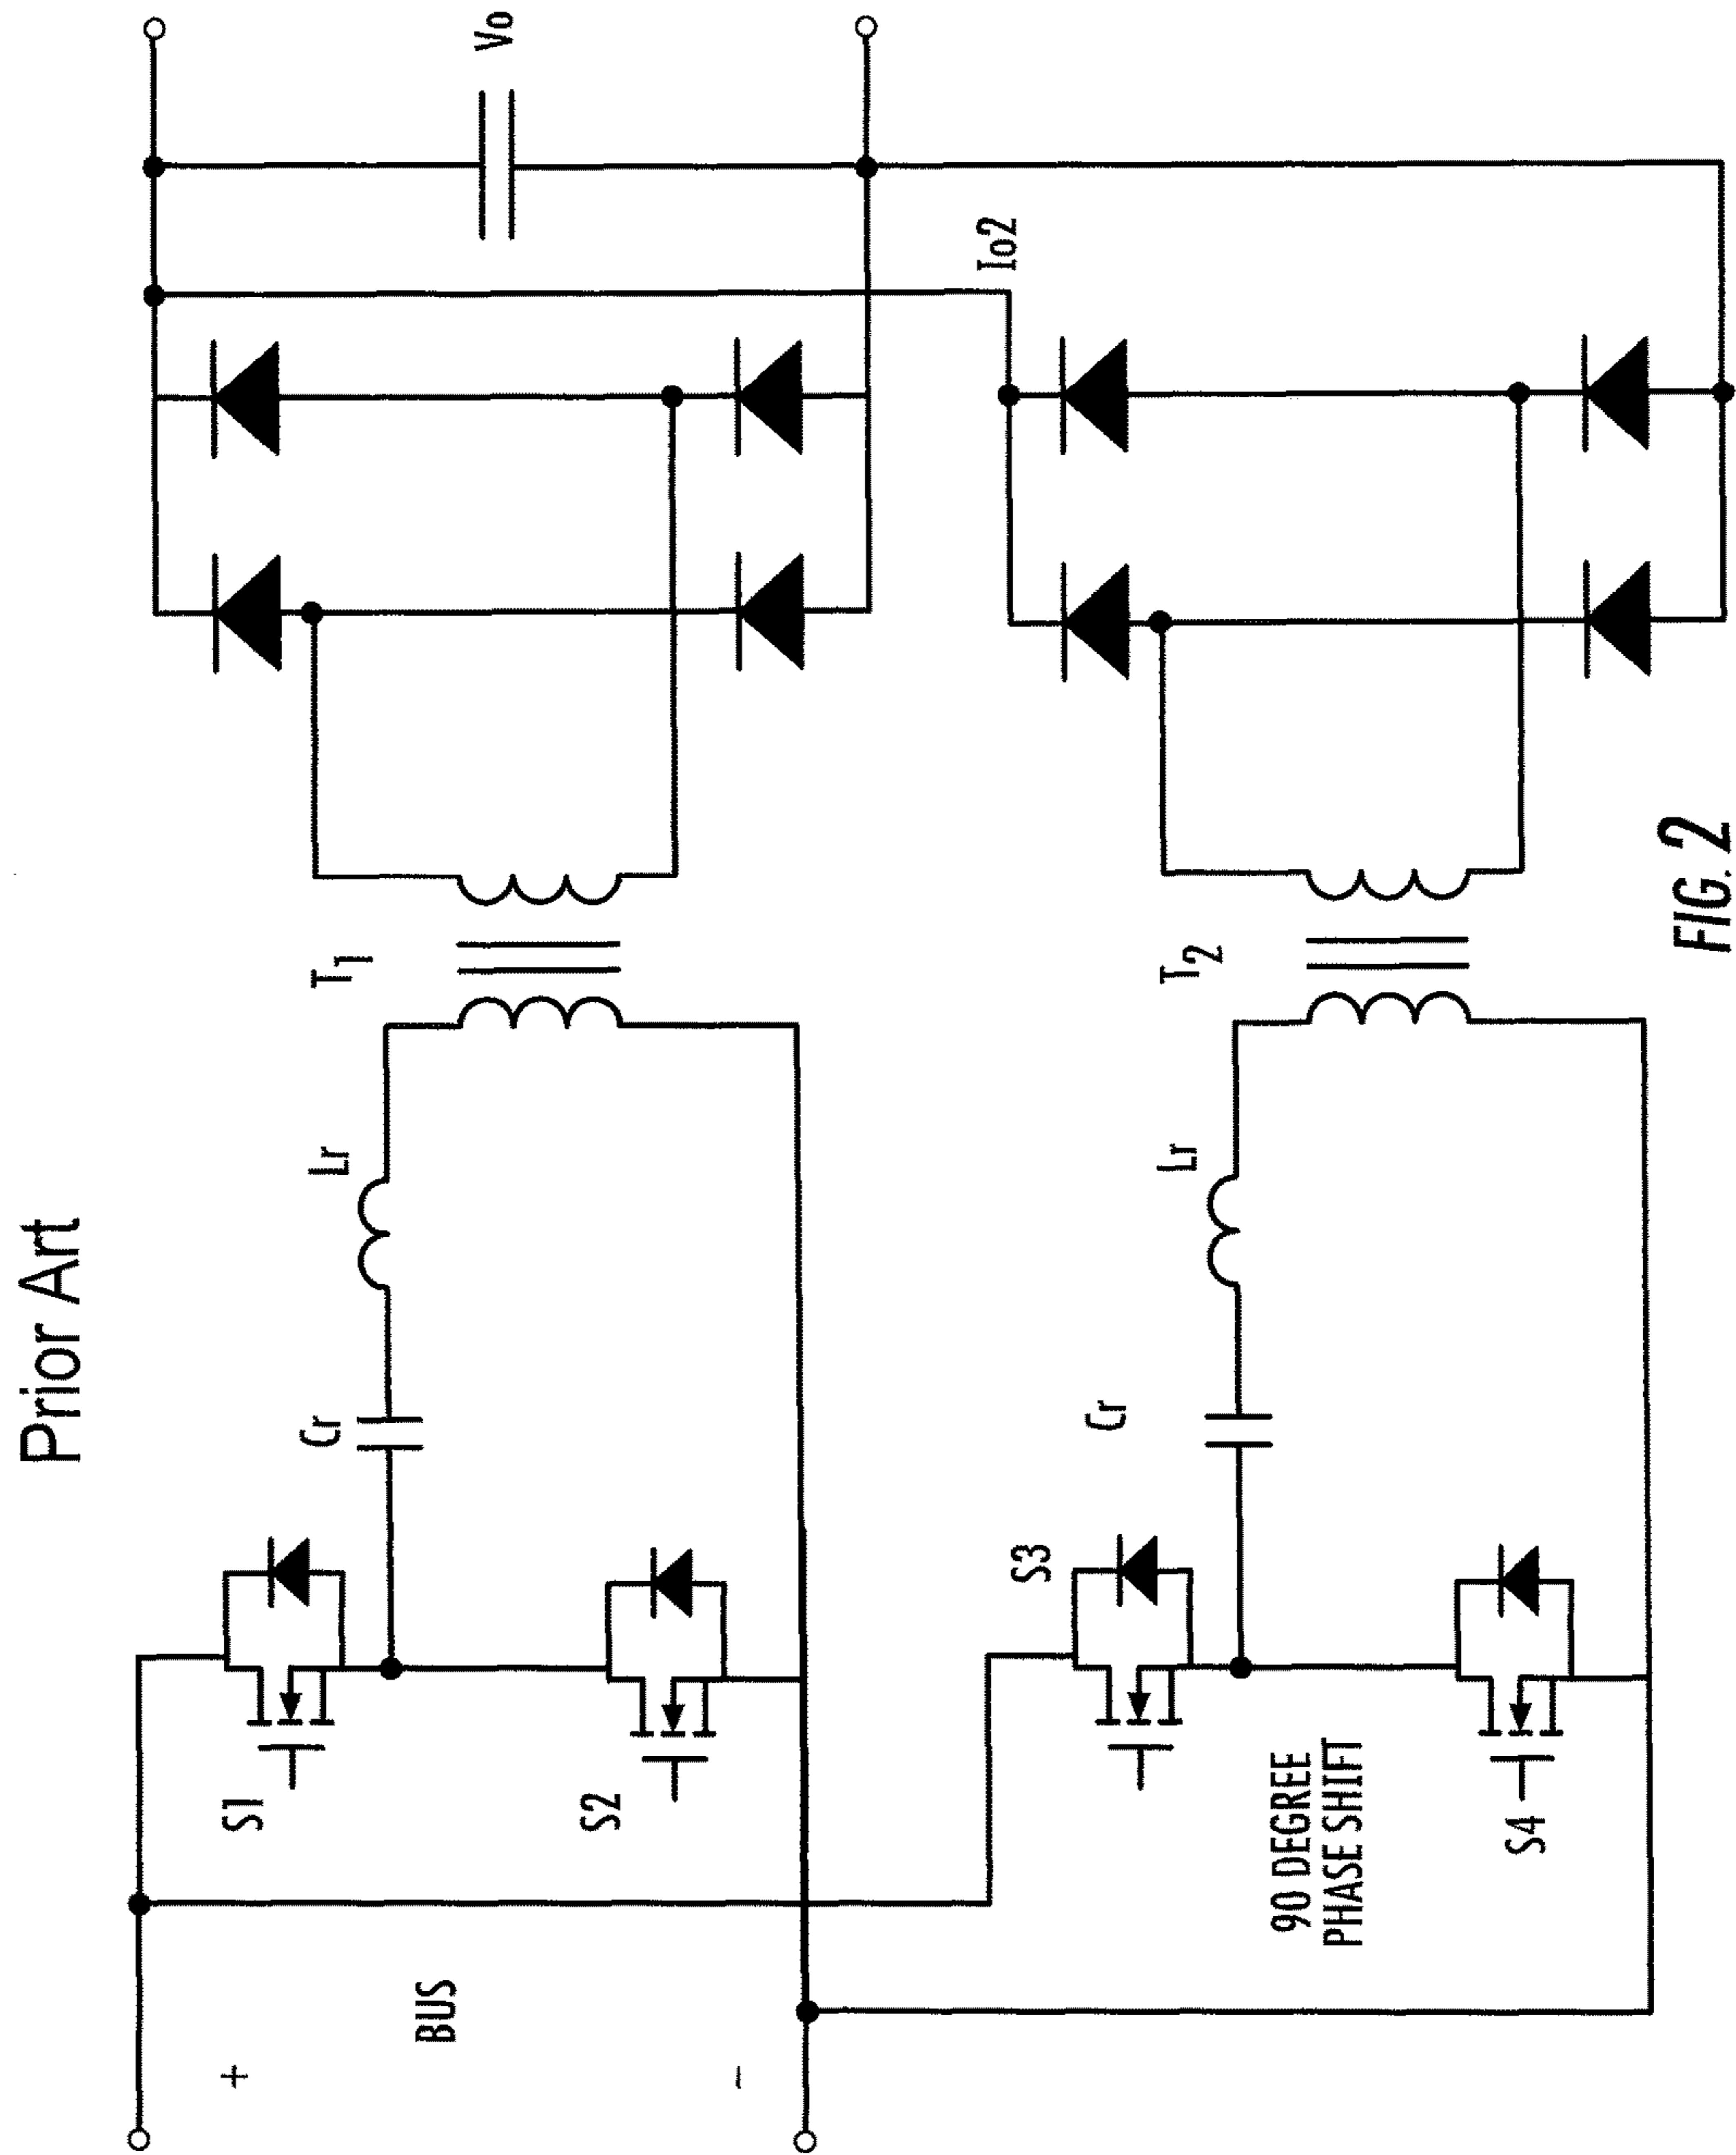 Prior Art
+
BUS
-
S1
S2
Cr
Lr
T1
Vo
Io2
S3
90 DEGREE
PHASE SHIFT
S4
Cr
Lr
T2
FIG. 2